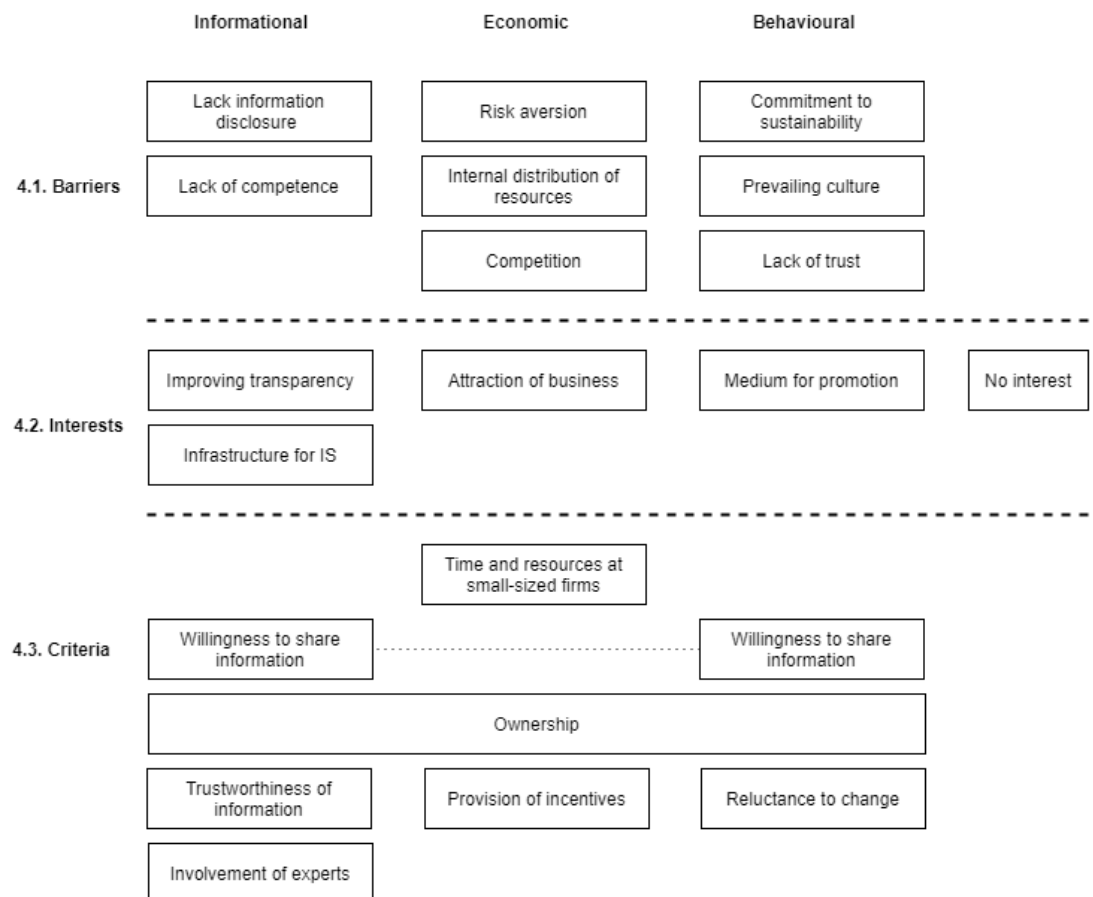 Informational
Economic
Behavioural
Lack information
disclosure
Risk aversion
Commitment to
sustainability
4.1. Barriers
Lack of competence
Internal distribution of
resources
Prevailing culture
Competition
Lack of trust
4.2. Interests
Improving transparency
Attraction of business
Medium for promotion
No interest
Infrastructure for IS
Time and resources at
small-sized firms
4.3. Criteria
Willingness to share
information
Willingness to share
information
Ownership
Trustworthiness of
information
Provision of incentives
Reluctance to change
Involvement of experts